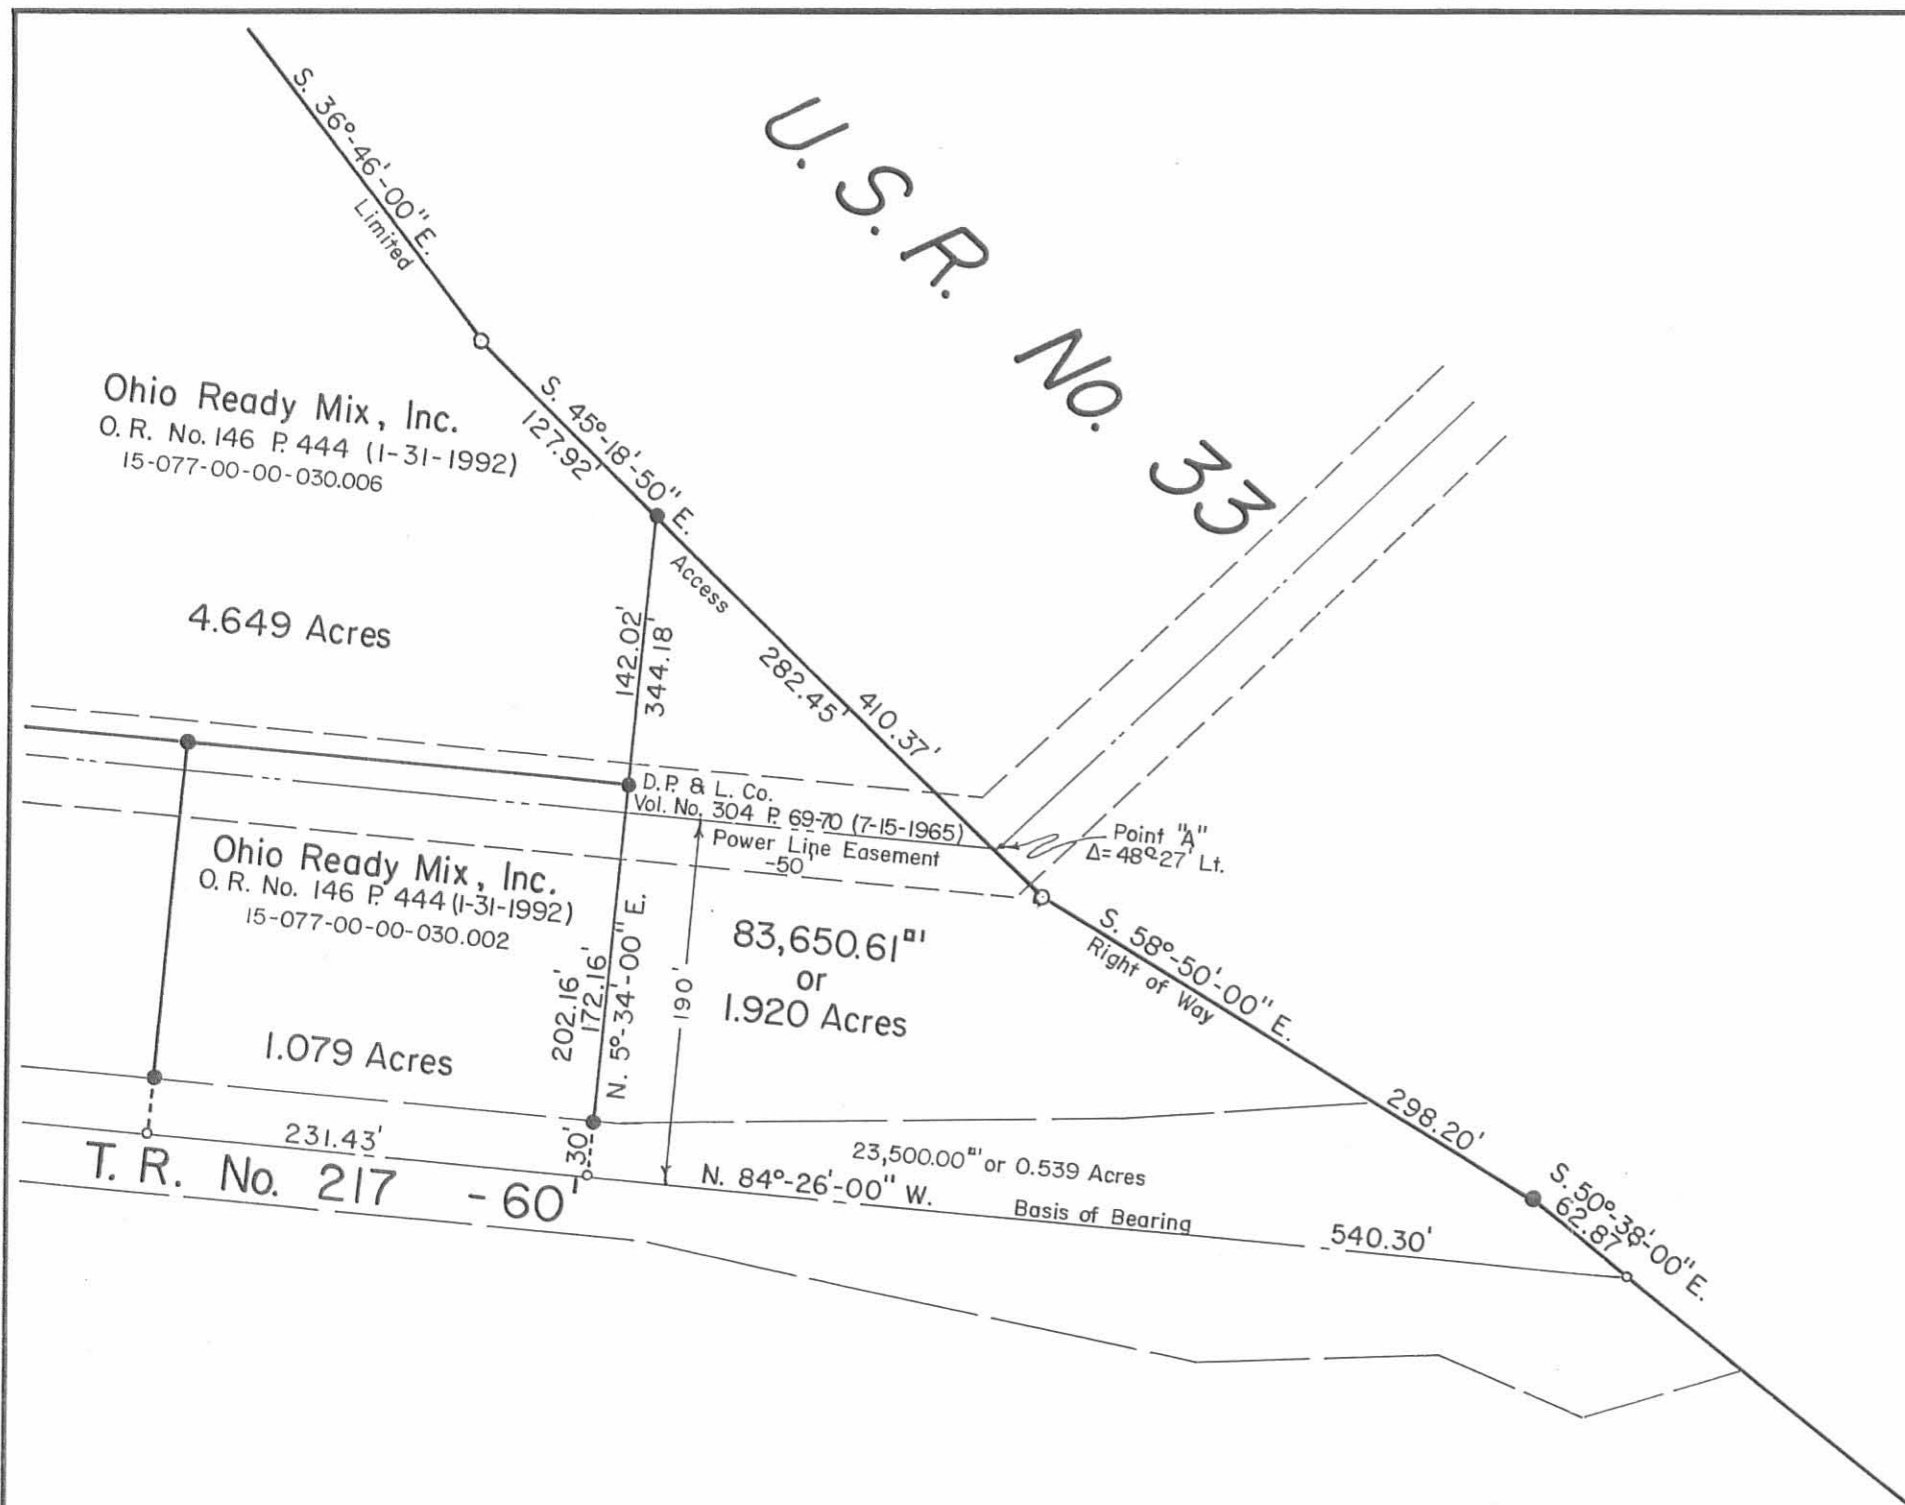 S. 36°-46'-00" E.
Limited
U. S. R. No. 33
Ohio Ready Mix, Inc.
O. R. No. 146 P. 444 (1-31-1992)
15-077-00-00-030.006
S. 45°-18'-50" E.
127.92'
Access
4.649 Acres
142.02'
344.18'
282.45'
410.37'
D.P. & L. Co.
Vol. No. 304 P. 69-70 (7-15-1965)
Power Line Easement
-50'
Point "A"
Δ= 48°-27' Lt.
Ohio Ready Mix, Inc.
O. R. No. 146 P. 444 (1-31-1992)
15-077-00-00-030.002
1.079 Acres
202.16'
172.16'
N. 5°-34'-00" E.
190'
83,650.61□'
or
1.920 Acres
S. 58°-50'-00" E.
Right of Way
298.20'
231.43'
30'
T. R. No. 217 -60'
23,500.00□' or 0.539 Acres
N. 84°-26'-00" W.
Basis of Bearing
540.30'
S. 50°-38'-00" E.
62.87'